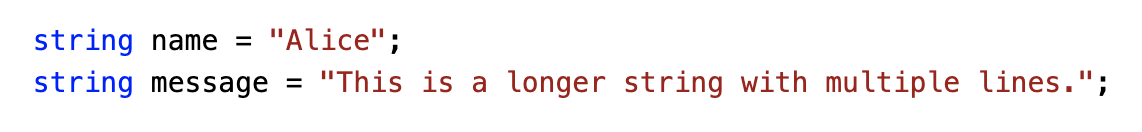 string name = "Alice";
string message = "This is a longer string with multiple lines.";